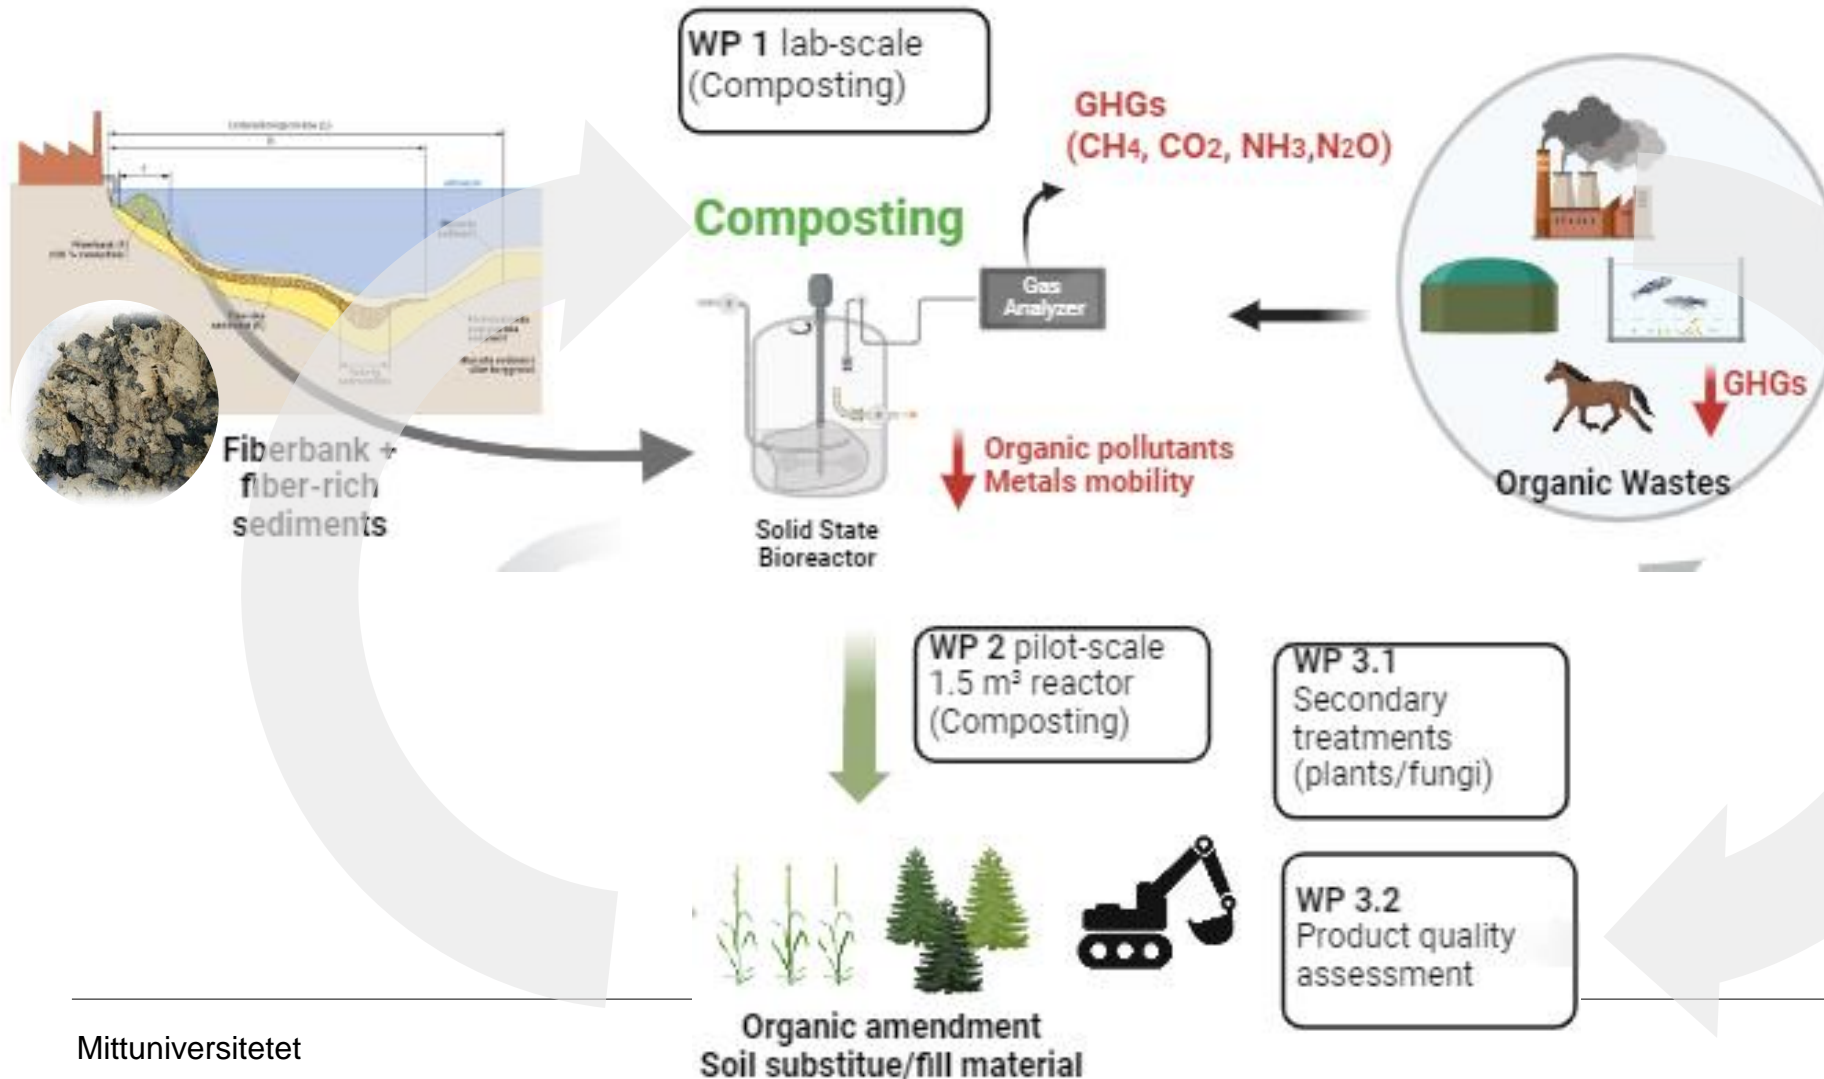 WP 1 lab-scale
(Composting)
GHGs
(CH4, CO2, NH3,N2O)
Composting
Gas
Analyzer
GHGs
Organic Wastes
Organic pollutants
Metals mobility
Fiberbank +
fiber-rich
sediments
Solid State
Bioreactor
WP 2 pilot-scale
1.5 m³ reactor
(Composting)
WP 3.1
Secondary
treatments
(plants/fungi)
WP 3.2
Product quality
assessment
Organic amendment
Soil substitue/fill material
Mittuniversitetet